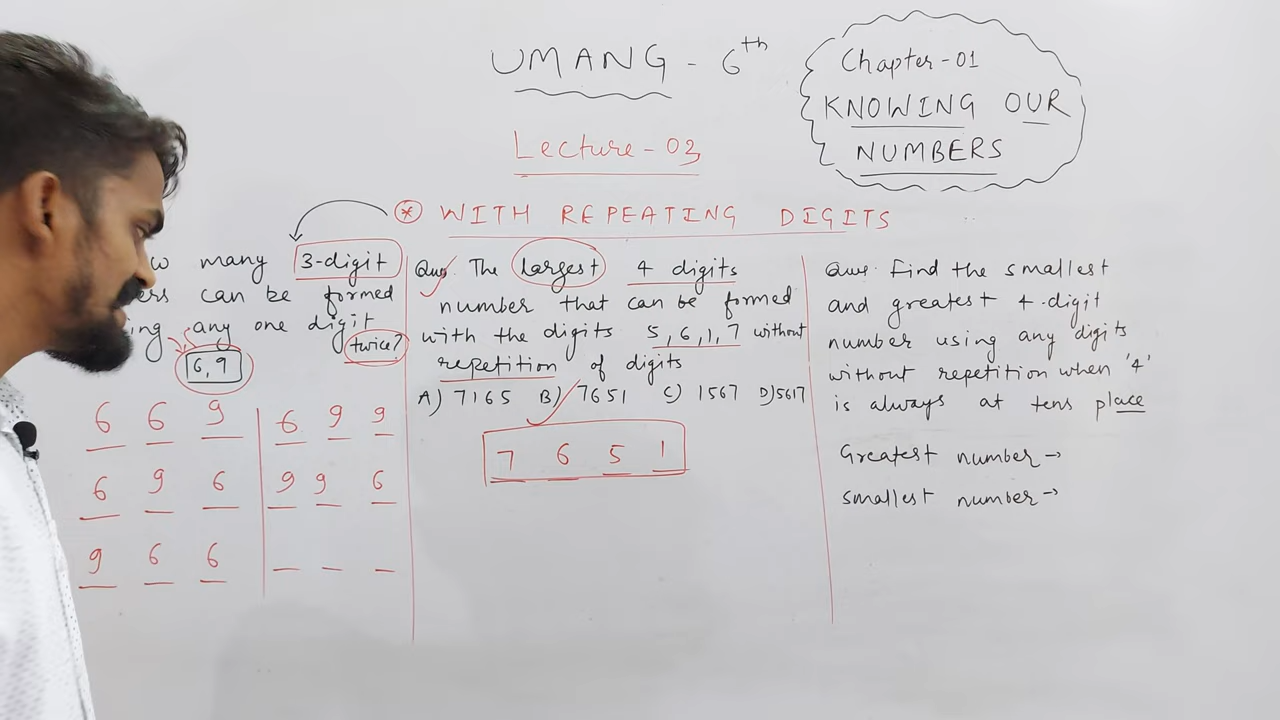 UMANG - 6th
Chapter-01
KNOWING OUR
NUMBERS
Lecture-03
* WITH REPEATING DIGITS
many 3-digit
can be formed
any one digit
twice?
6, 9
6 6 9
6 9 6
9 6 6
6 9 9
9 9 6
_ _ _
Que. The largest 4 digits
number that can be formed
with the digits 5, 6, 1, 7 without
repetition of digits
A) 7165 B) 7651 C) 1567 D) 5617
7 6 5 1
Que. Find the smallest
and greatest 4-digit
number using any digits
without repetition when '4'
is always at tens place
Greatest number→
Smallest number→